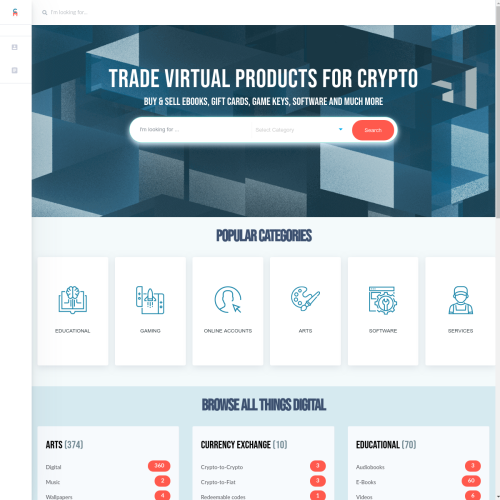 I'm looking for..
TRADE VIRTUAL PRODUCTS FOR CRYPTO
BUY & SELL EBOOKS, GIFT CARDS, GAME KEYS, SOFTWARE AND MUCH MORE
I'm looking for ... Select Category Search
POPULAR CATEGORIES
EDUCATIONAL GAMING ONLINE ACCOUNTS ARTS SOFTWARE SERVICES
BROWSE ALL THINGS DIGITAL
ARTS (374)
Digital 360
Music 2
Wallpapers 4
CURRENCY EXCHANGE (10)
Crypto-to-Crypto 3
Crypto-to-Fiat 3
Redeemable codes 1
EDUCATIONAL (70)
Audiobooks 3
E-Books 60
Videos 6